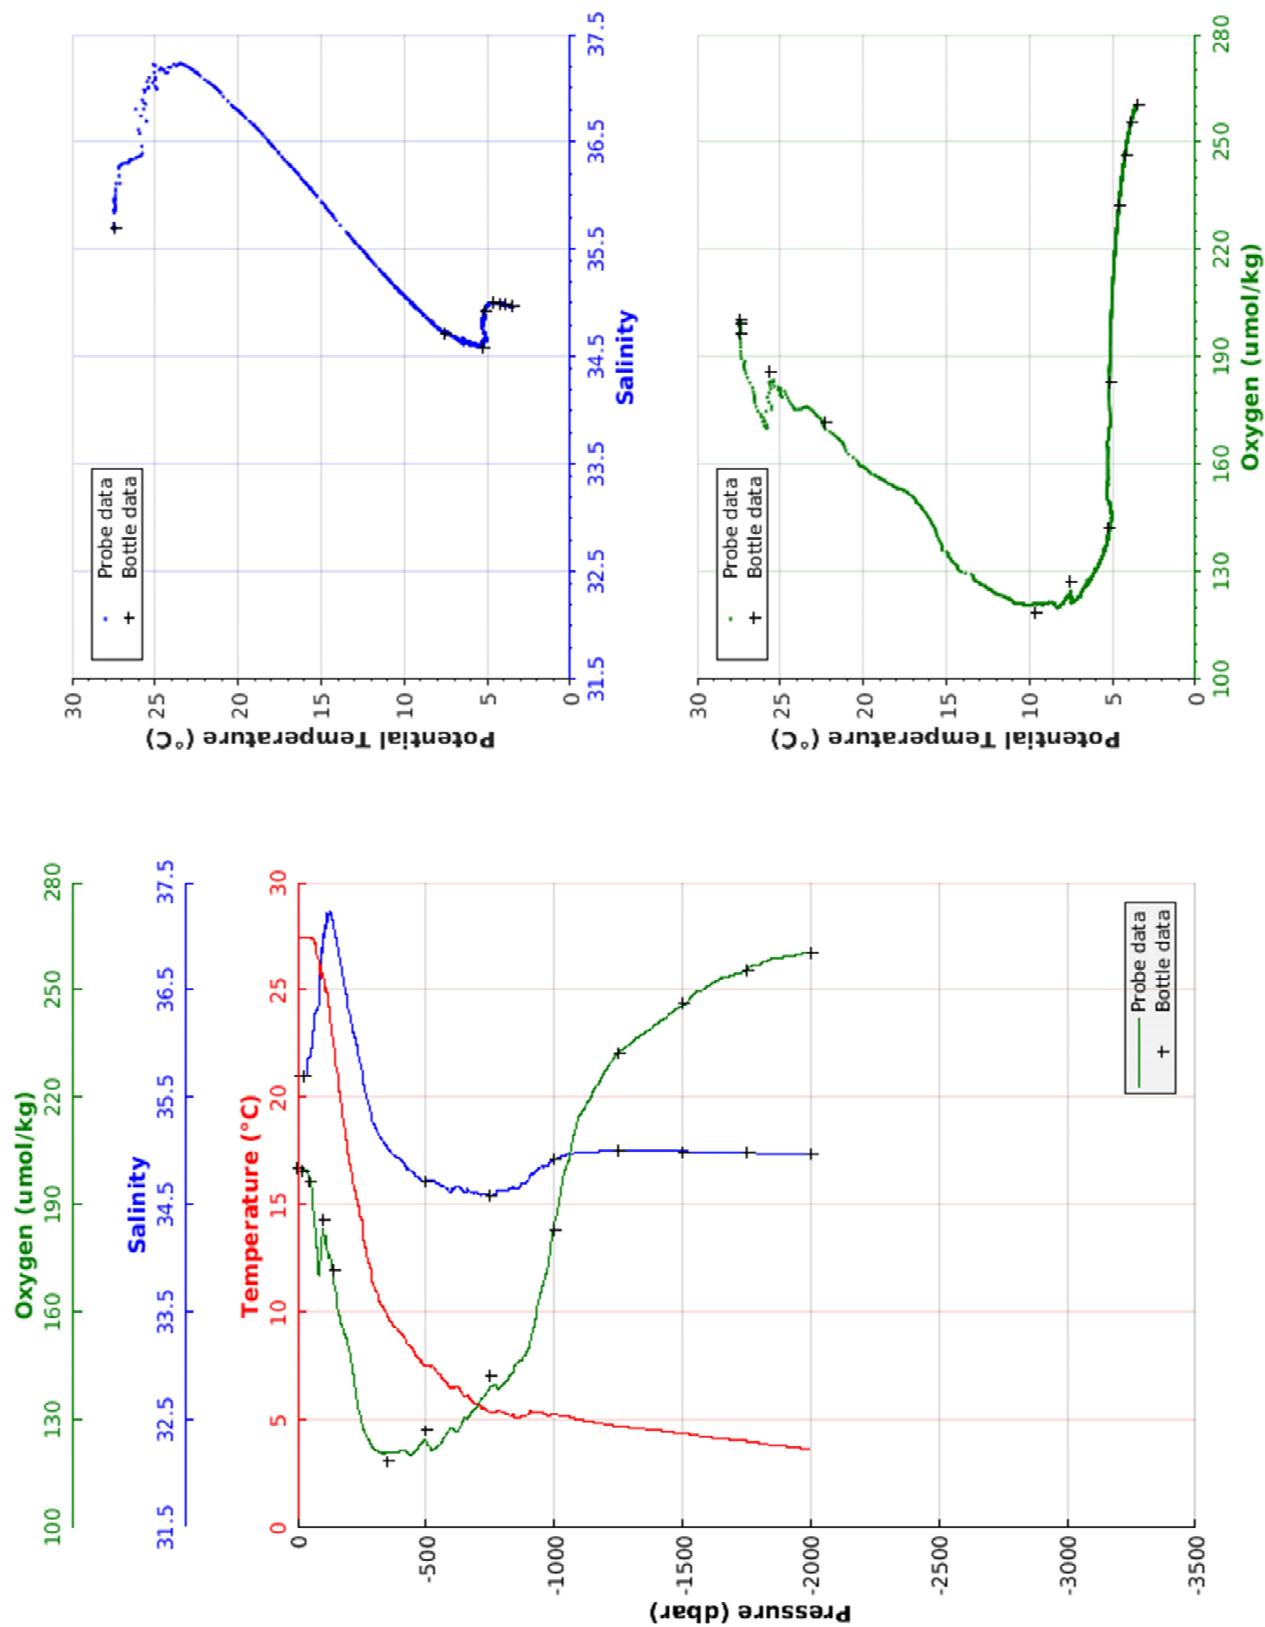 Oxygen (umol/kg)
100 130 160 190 220 250 280
Salinity
31.5 32.5 33.5 34.5 35.5 36.5 37.5
Temperature (°C)
0 5 10 15 20 25 30
Pressure (dbar)
0
-500
-1000
-1500
-2000
-2500
-3000
-3500
Probe data
Bottle data
Potential Temperature (°C)
30
25
20
15
10
5
0
Probe data
Bottle data
31.5 32.5 33.5 34.5 35.5 36.5 37.5
Salinity
Potential Temperature (°C)
30
25
20
15
10
5
0
Probe data
Bottle data
100 130 160 190 220 250 280
Oxygen (umol/kg)